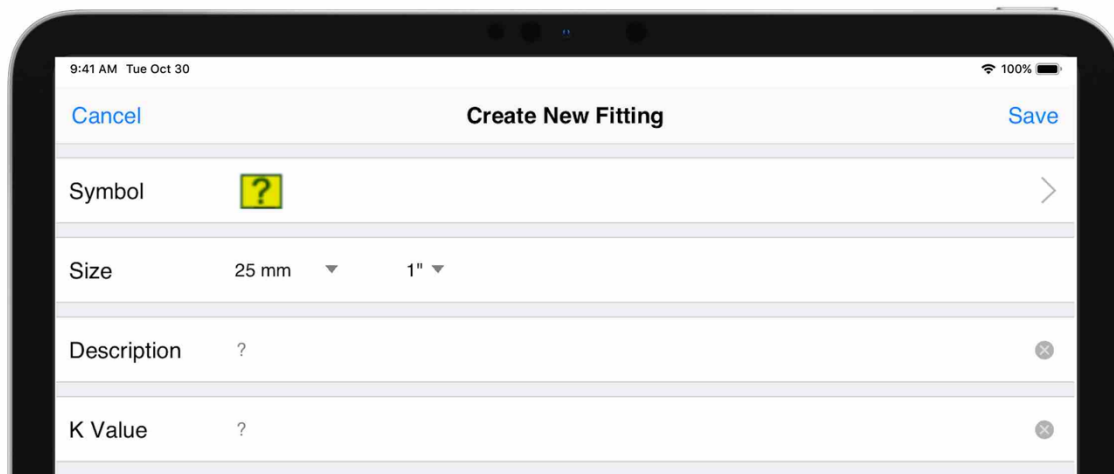 9:41 AM Tue Oct 30 100%
Cancel Create New Fitting Save
Symbol ?
Size 25 mm 1"
Description ?
K Value ?